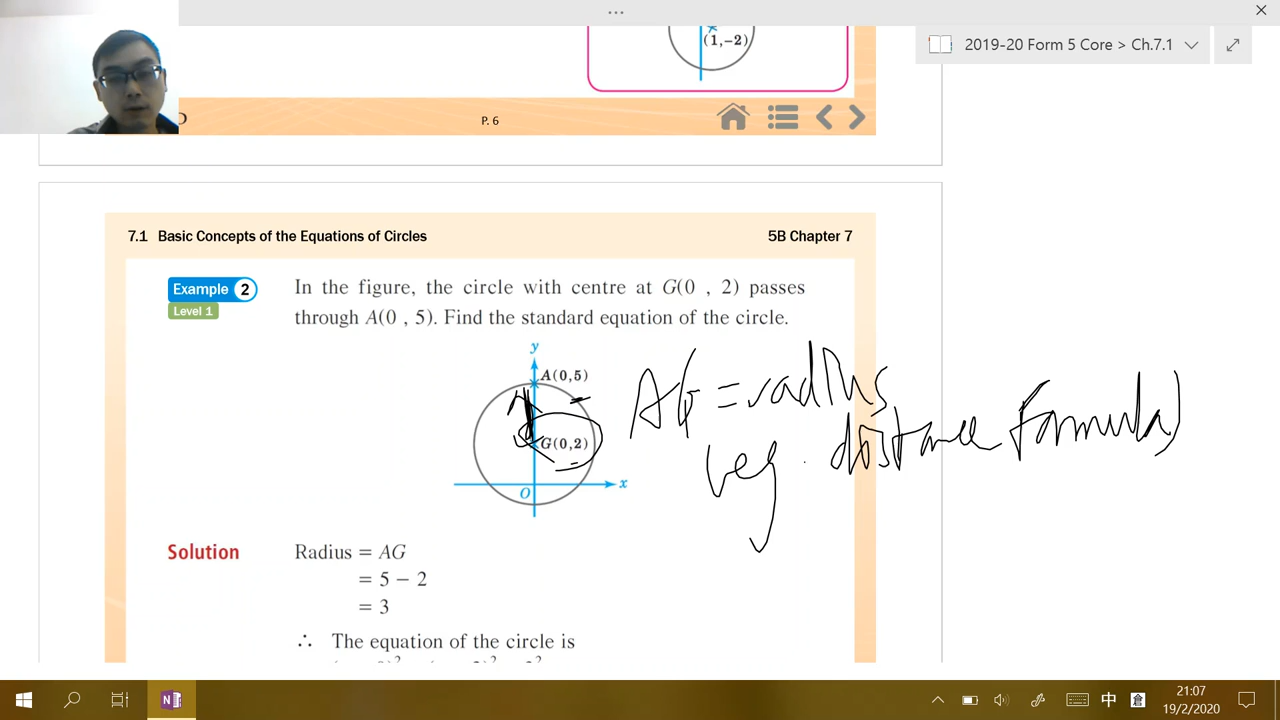 (1,-2)
2019-20 Form 5 Core > Ch.7.1
P. 6
7.1 Basic Concepts of the Equations of Circles
5B Chapter 7
Example 2
Level 1
In the figure, the circle with centre at G(0 , 2) passes
through A(0 , 5). Find the standard equation of the circle.
y
A(0,5)
G(0,2)
O
x
AG = radius
(eg. distance formula)
Solution
Radius = AG
= 5 − 2
= 3
∴ The equation of the circle is
中
倉
21:07
19/2/2020